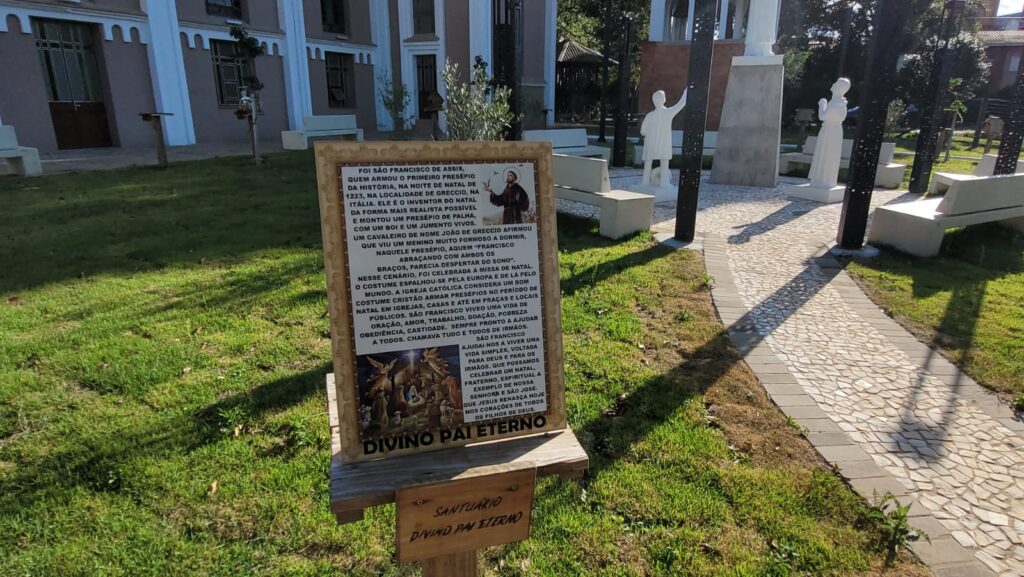 FOI SÃO FRANCISCO DE ASSIS,
QUEM ARMOU O PRIMEIRO PRESÉPIO
DA HISTÓRIA, NA NOITE DE NATAL DE
1223, NA LOCALIDADE DE GRECCIO, NA
ITÁLIA. ELE É O INVENTOR DO NATAL
DA FORMA MAIS REALISTA POSSÍVEL
E MONTOU UM PRESÉPIO DE PALHA,
COM UM BOI E UM JUMENTO VIVOS.
UM CAVALEIRO DE NOME JOÃO DE GRECCIO AFIRMOU
QUE VIU UM MENINO MUITO FORMOSO A DORMIR,
NAQUELE PRESÉPIO, AQUEM "FRANCISCO
ABRAÇANDO COM AMBOS OS
BRAÇOS, PARECIA DESPERTAR DO SONO".
NESSE CENÁRIO, FOI CELEBRADA A MISSA DE NATAL.
O COSTUME ESPALHOU-SE PELA EUROPA E DE LÁ PELO
MUNDO. A IGREJA CATÓLICA CONSIDERA UM BOM
COSTUME CRISTÃO ARMAR PRESÉPIOS NO PERÍODO DE
NATAL EM IGREJAS, CASAS E ATÉ EM PRAÇAS E LOCAIS
PÚBLICOS. SÃO FRANCISCO VIVEO UMA VIDA DE
ORAÇÃO, AMOR, TRABALHO, DOAÇÃO, POBREZA
OBEDIÊNCIA, CASTIDADE. SEMPRE PRONTO A AJUDAR
A TODOS. CHAMAVA TUDO E TODOS DE IRMÃOS.
SÃO FRANCISCO
AJUDAI-NOS A VIVER UMA
VIDA SIMPLES, VOLTADA
PARA DEUS E PARA OS
IRMÃOS. QUE POSSAMOS
CELEBRAR UM NATAL,
FRATERNO, ESPIRITUAL A
EXEMPLO DE NOSSA
SENHORA E SÃO JOSÉ.
QUE JESUS RENASÇA HOJE
NOS CORAÇÕES DE TODOS
OS FILHOS DE DEUS.
DIVINO PAI ETERNO
SANTUÁRIO
DIVINO PAI ETERNO